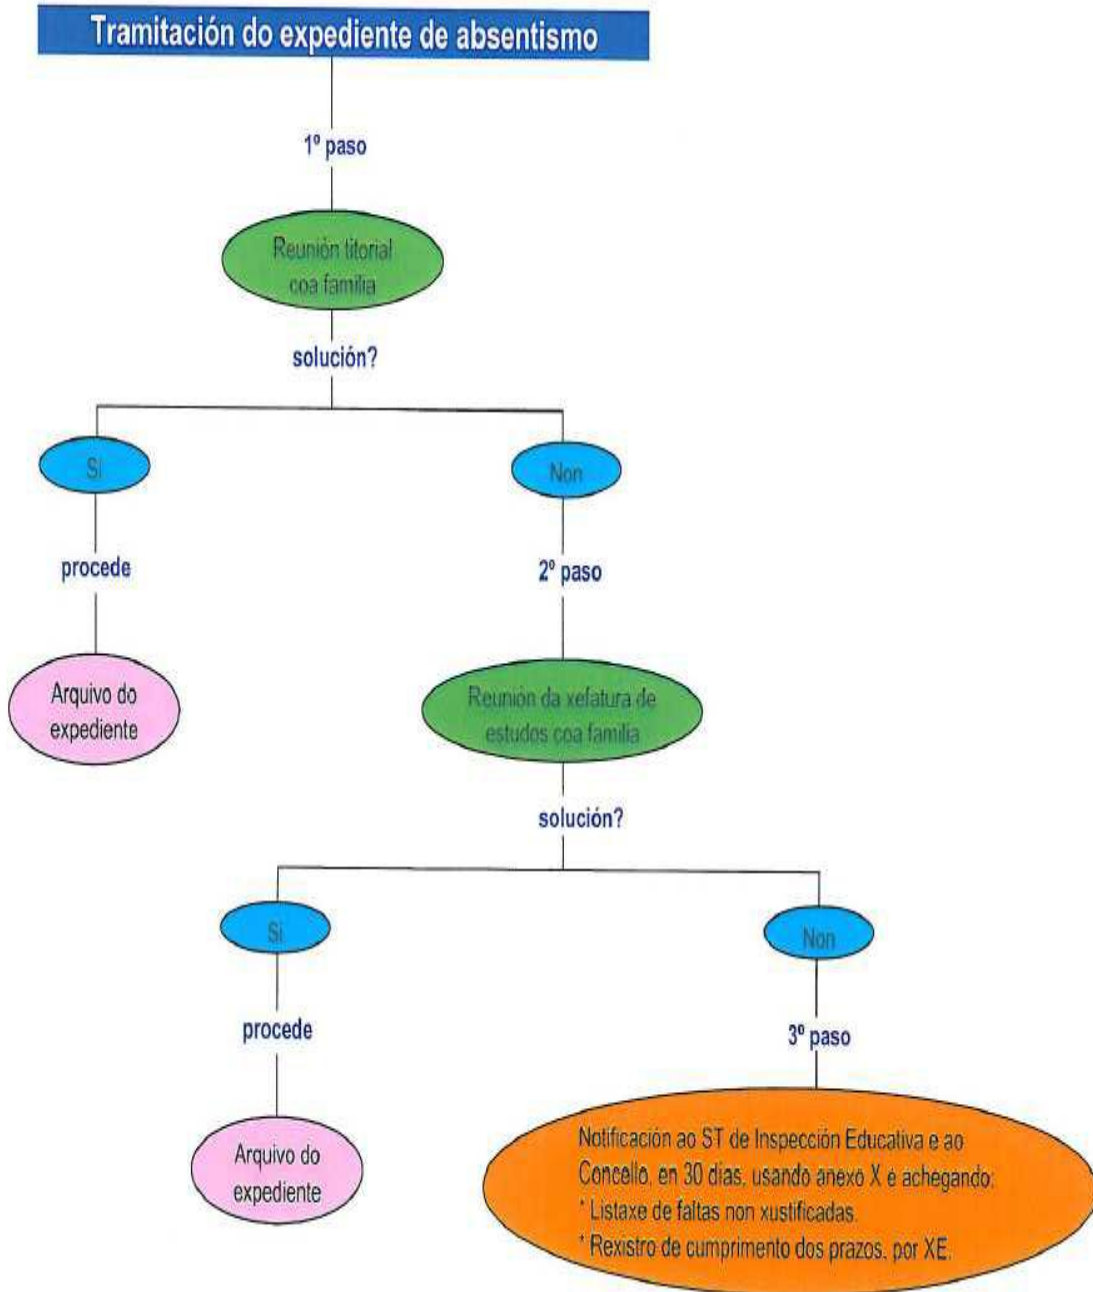 Tramitación do expediente de absentismo
1º paso
Reunión titorial
coa familia
solución?
Si
Non
procede
2º paso
Arquivo do
expediente
Reunión da xefatura de
estudos coa familia
solución?
Si
Non
procede
3º paso
Arquivo do
expediente
Notificación ao ST de Inspección Educativa e ao
Concello, en 30 días, usando anexo X e achegando:
* Listaxe de faltas non xustificadas.
* Rexistro de cumprimento dos prazos, por XE.